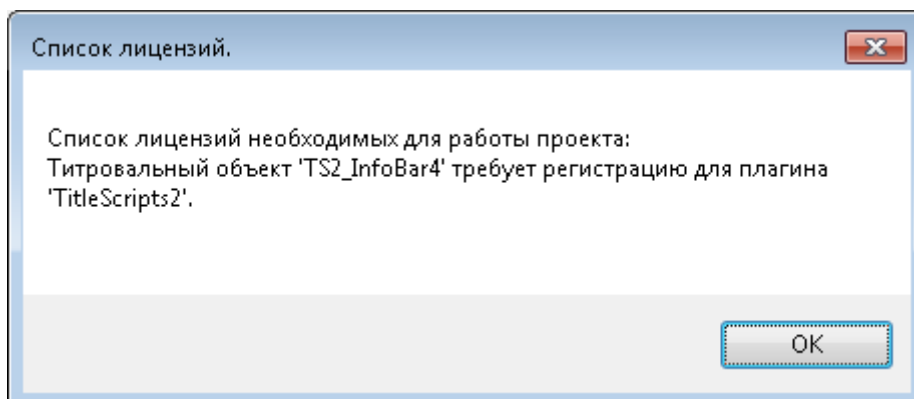 Список лицензий.
Список лицензий необходимых для работы проекта:
Титровальный объект 'TS2_InfoBar4' требует регистрацию для плагина
'TitleScripts2'.
OK